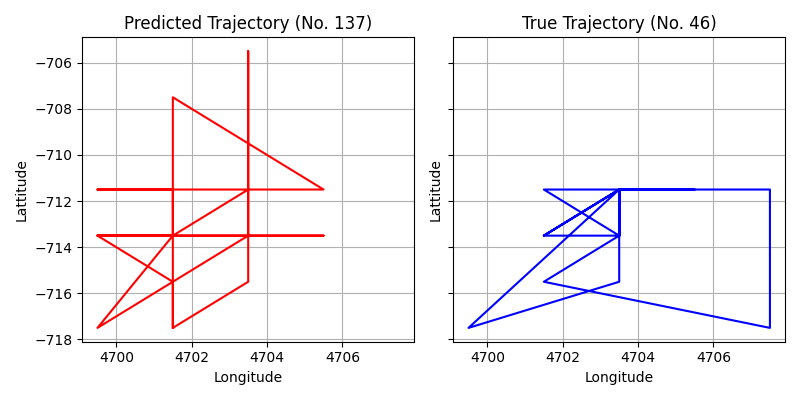 Predicted Trajectory (No. 137)
True Trajectory (No. 46)
−706
−708
−710
−712
−714
−716
−718
Lattitude
Lattitude
4700
4702
4704
4706
4700
4702
4704
4706
Longitude
Longitude